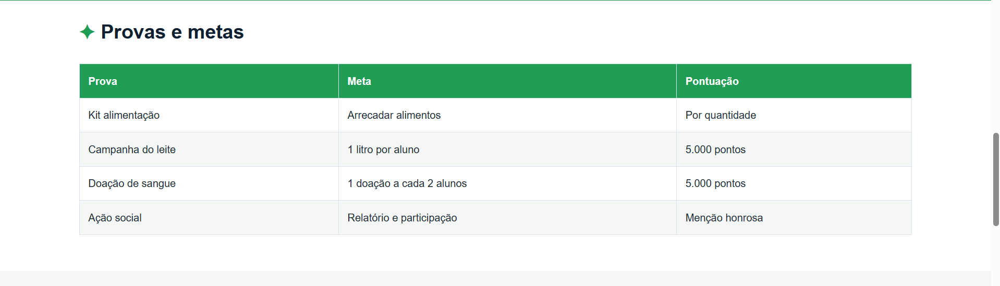 Provas e metas
Prova Meta Pontuação
Kit alimentação Arrecadar alimentos Por quantidade
Campanha do leite 1 litro por aluno 5.000 pontos
Doação de sangue 1 doação a cada 2 alunos 5.000 pontos
Ação social Relatório e participação Menção honrosa